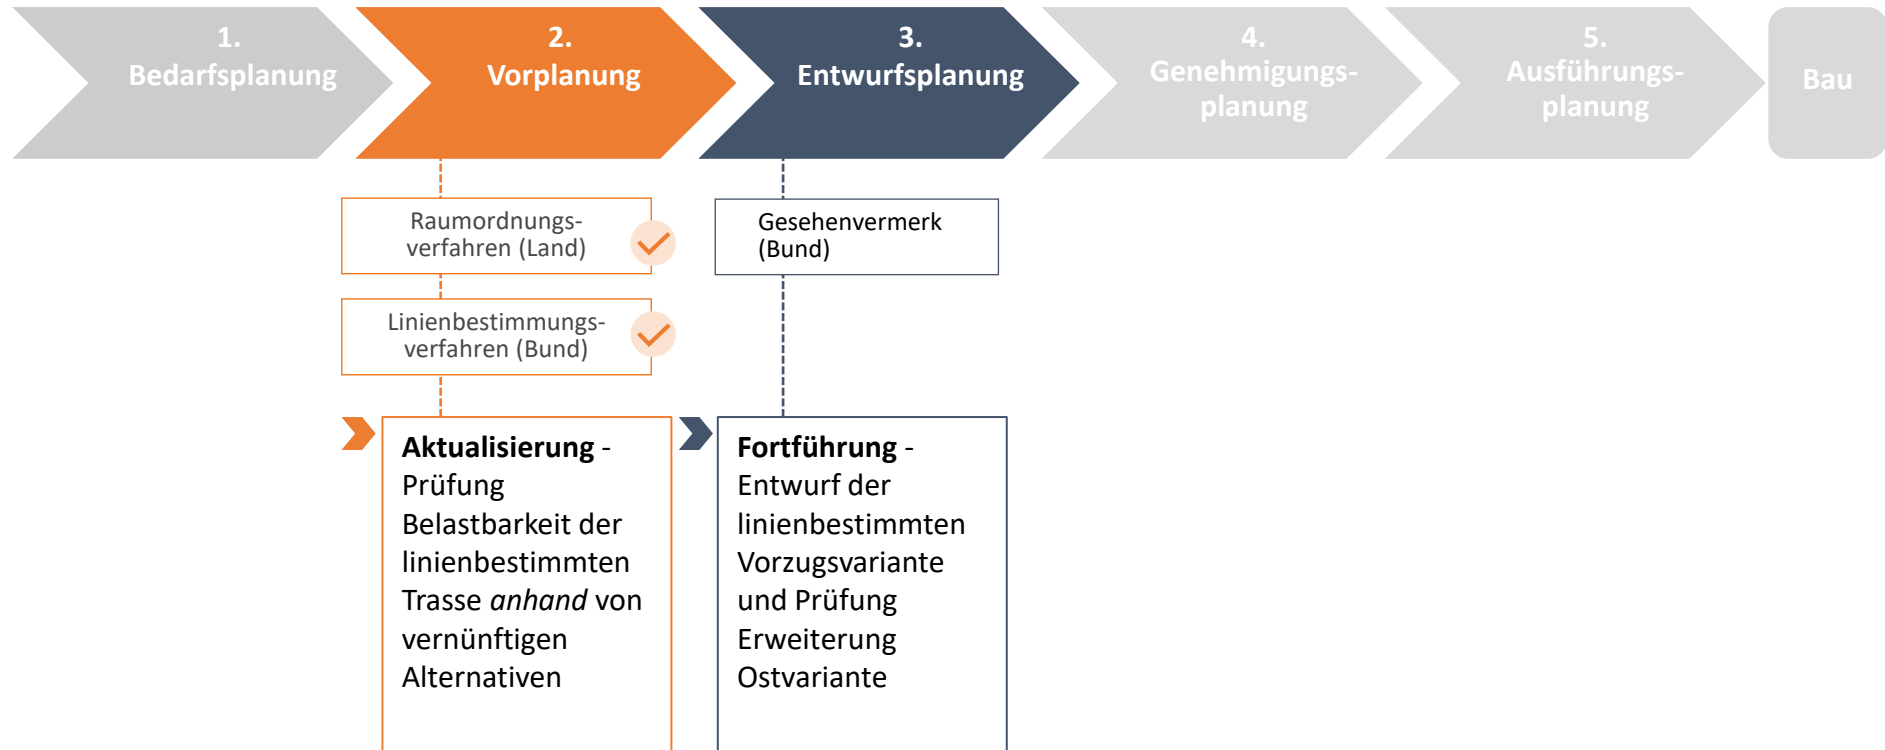 1.
Bedarfsplanung
2.
Vorplanung
3.
Entwurfsplanung
4.
Genehmigungs-
planung
5.
Ausführungs-
planung
Bau
Raumordnungs-
verfahren (Land)
Linienbestimmungs-
verfahren (Bund)
Gesehenvermerk
(Bund)
Aktualisierung -
Prüfung
Belastbarkeit der
linienbestimmten
Trasse anhand von
vernünftigen
Alternativen
Fortführung -
Entwurf der
linienbestimmten
Vorzugsvariante
und Prüfung
Erweiterung
Ostvariante